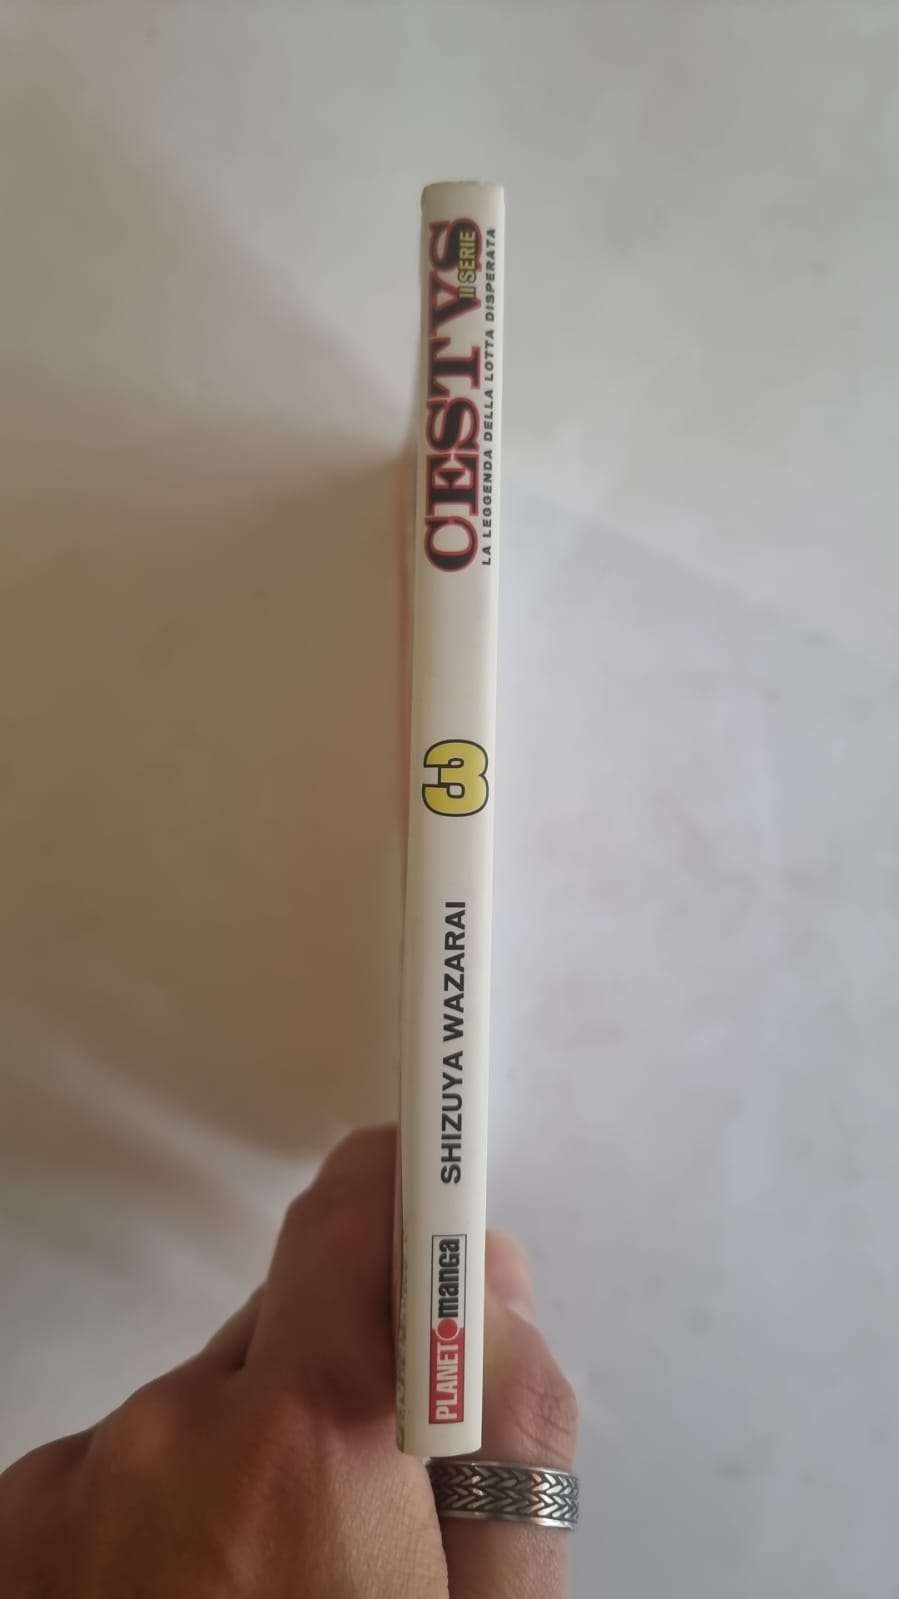 CESTVS
II SERIE
LA LEGGENDA DELLA LOTTA DISPERATA
3
SHIZUYA WAZARAI
PLANET manga